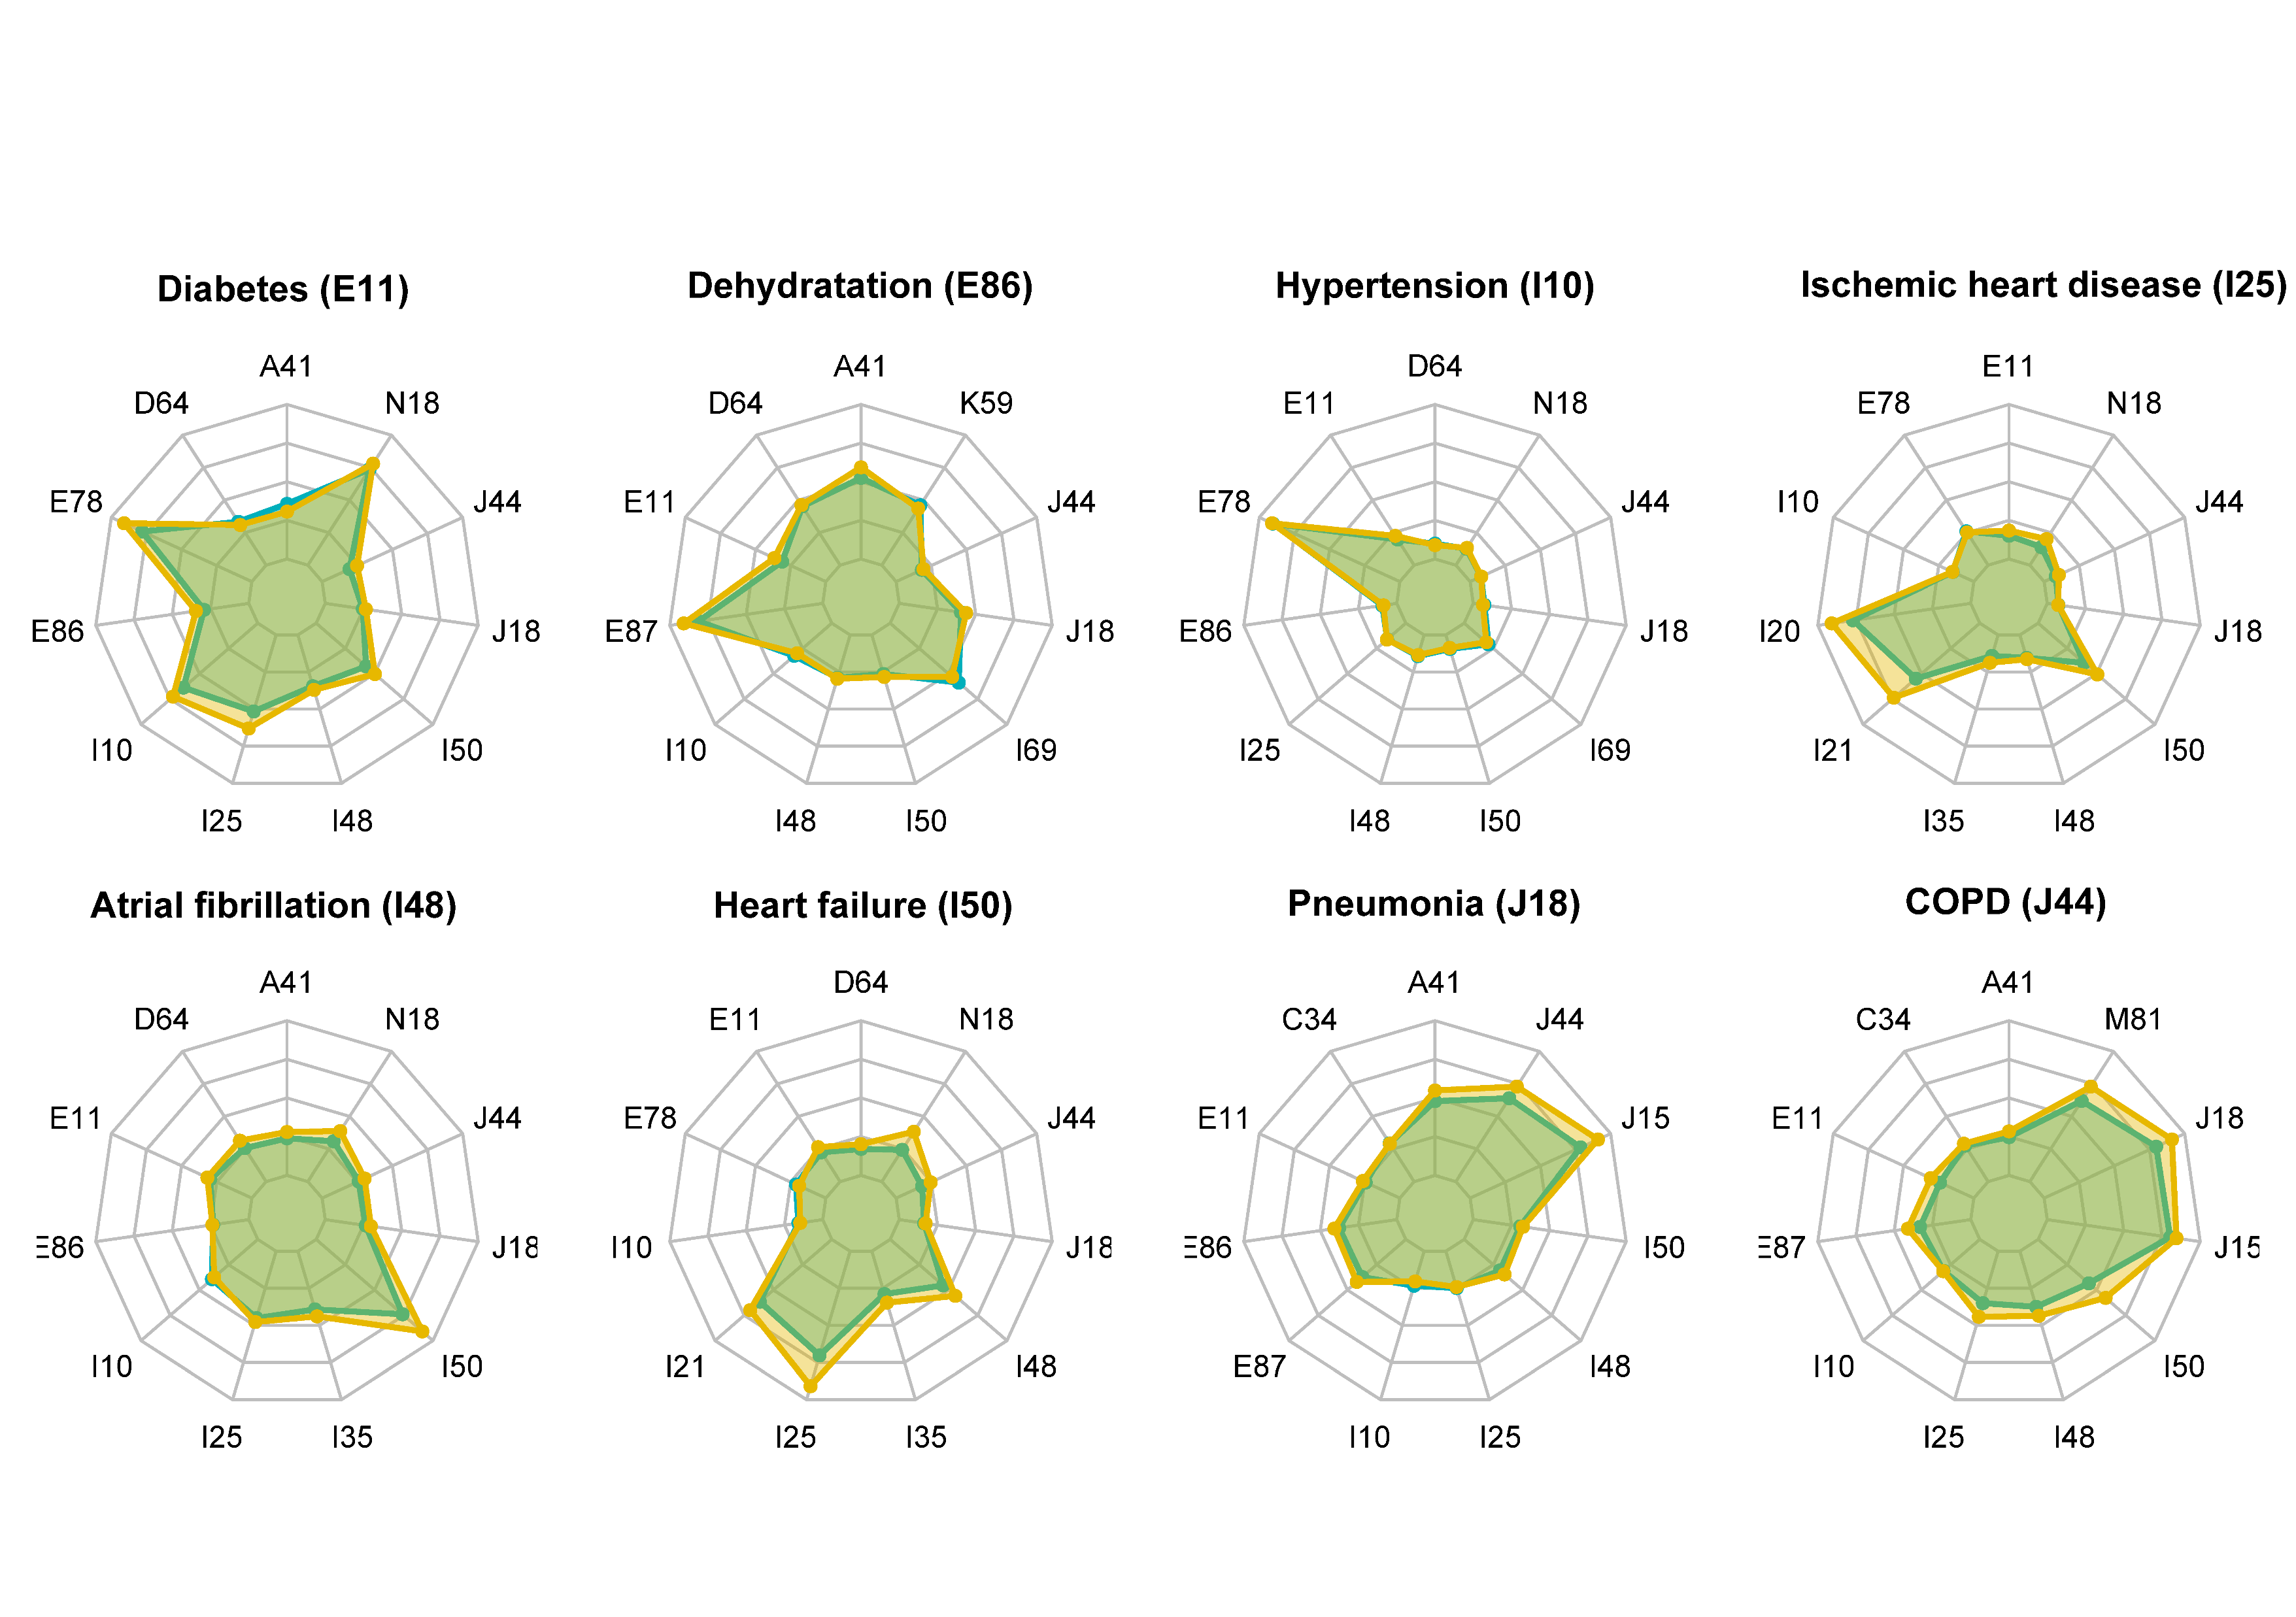 Diabetes (E11)
A41
N18
J44
J18
I50
I48
I25
I10
E86
E78
D64
Dehydratation (E86)
A41
K59
J44
J18
I69
I50
I48
I10
E87
E11
D64
Hypertension (I10)
D64
N18
J44
J18
I69
I50
I48
I25
E86
E78
E11
Ischemic heart disease (I25)
E11
N18
J44
J18
I50
I48
I35
I21
I20
I10
E78
Atrial fibrillation (I48)
A41
N18
J44
J18
I50
I35
I25
I10
E86
E11
D64
Heart failure (I50)
D64
N18
J44
J18
I48
I35
I25
I21
I10
E78
E11
Pneumonia (J18)
A41
J44
J15
I50
I48
I25
I10
E87
E86
E11
C34
COPD (J44)
A41
M81
J18
J15
I50
I48
I25
I10
E87
E11
C34